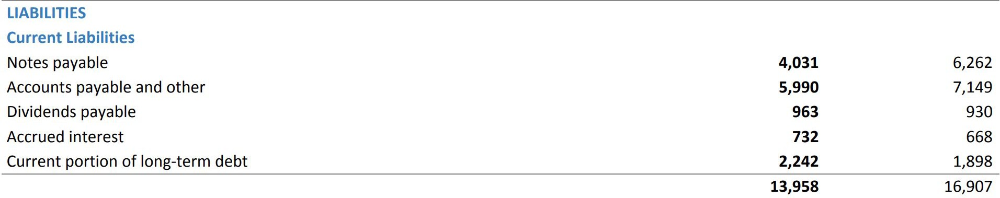 LIABILITIES
Current Liabilities
Notes payable 4,031 6,262
Accounts payable and other 5,990 7,149
Dividends payable 963 930
Accrued interest 732 668
Current portion of long-term debt 2,242 1,898
13,958 16,907